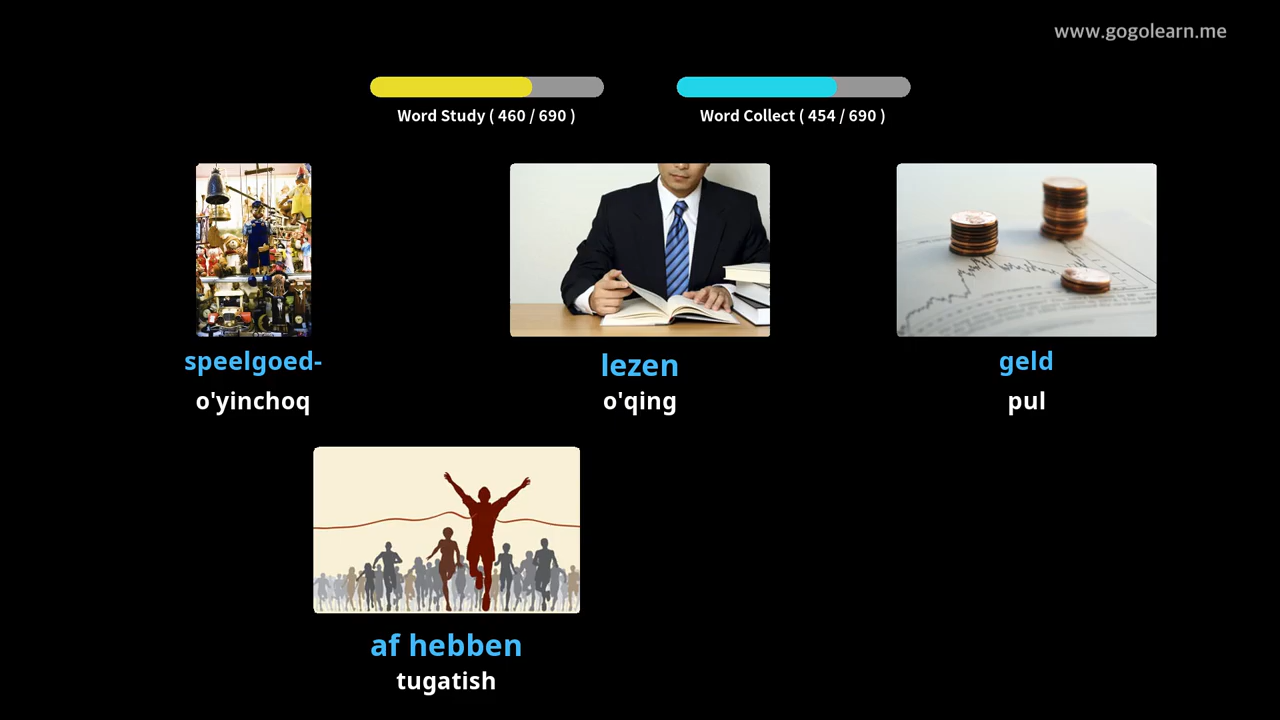 www.gogolearn.me
Word Study ( 460 / 690 )
Word Collect ( 454 / 690 )
speelgoed-
o'yinchoq
lezen
o'qing
geld
pul
af hebben
tugatish